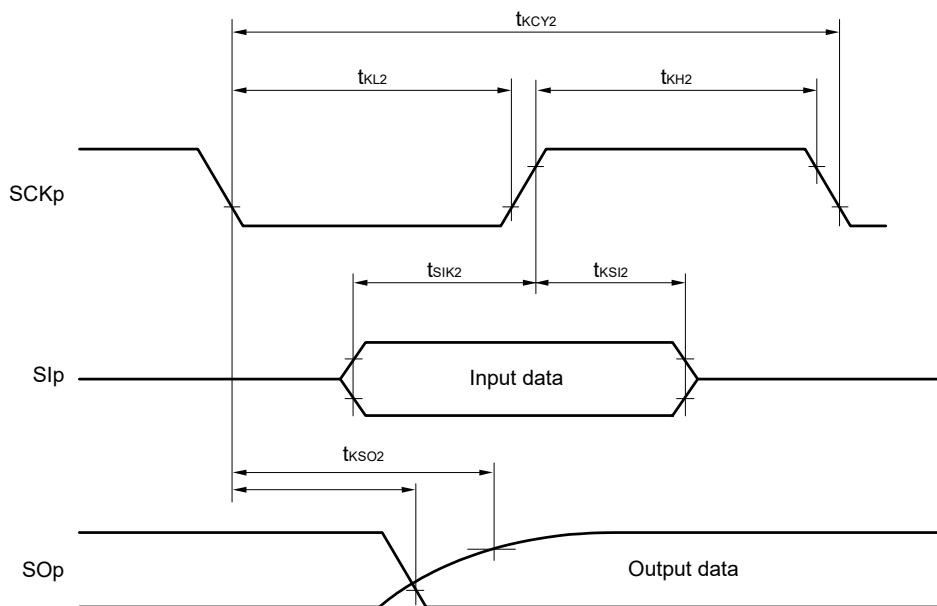 tKCY2
tKL2
tKH2
SCKp
tSIK2
tKSI2
SIp
Input data
tKSO2
SOp
Output data